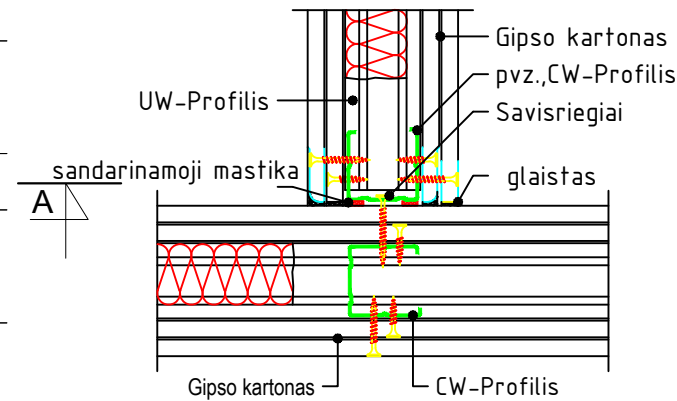 Gipso kartonas
pvz.,CW-Profilis
UW-Profilis
Savisriegiai
sandarinamoji mastika
glaistas
A
Gipso kartonas
CW-Profilis